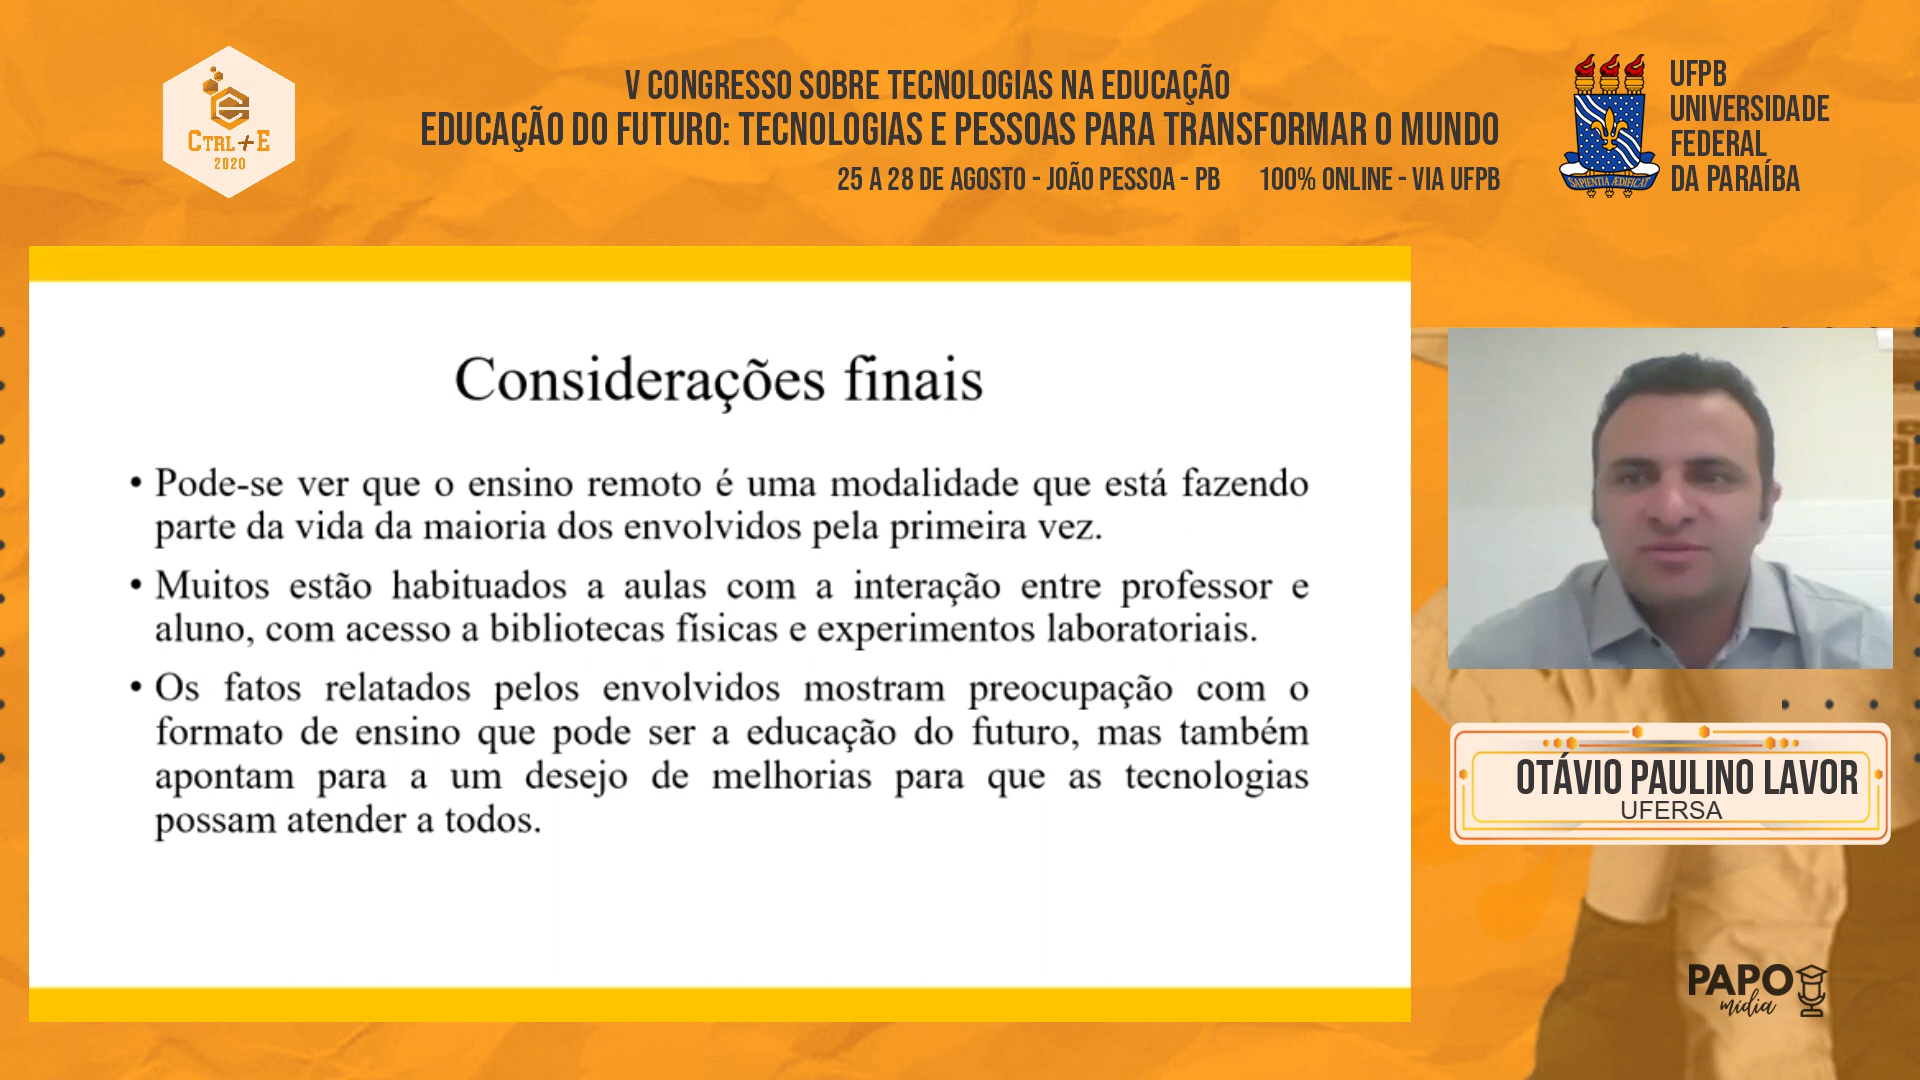 CTRL+E
2020
V CONGRESSO SOBRE TECNOLOGIAS NA EDUCAÇÃO
EDUCAÇÃO DO FUTURO: TECNOLOGIAS E PESSOAS PARA TRANSFORMAR O MUNDO
25 A 28 DE AGOSTO - JOÃO PESSOA - PB 100% ONLINE - VIA UFPB
SAPIENTIA ÆDIFICAT
UFPB
UNIVERSIDADE
FEDERAL
DA PARAÍBA
Considerações finais
• Pode-se ver que o ensino remoto é uma modalidade que está fazendo
parte da vida da maioria dos envolvidos pela primeira vez.
• Muitos estão habituados a aulas com a interação entre professor e
aluno, com acesso a bibliotecas físicas e experimentos laboratoriais.
• Os fatos relatados pelos envolvidos mostram preocupação com o
formato de ensino que pode ser a educação do futuro, mas também
apontam para a um desejo de melhorias para que as tecnologias
possam atender a todos.
OTÁVIO PAULINO LAVOR
UFERSA
PAPO
mídia